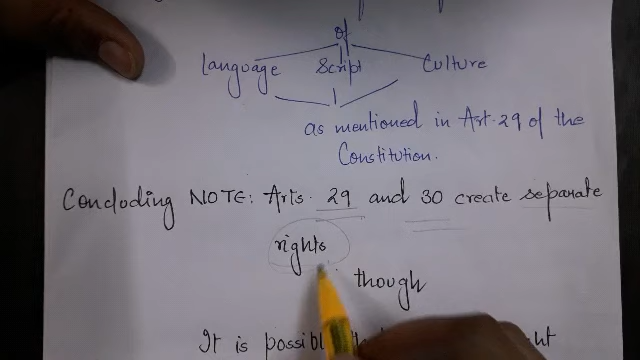 of
Language Script Culture
as mentioned in Art. 29 of the
Constitution.
Concluding NOTE: Arts. 29 and 30 create separate
rights
though
It is possible